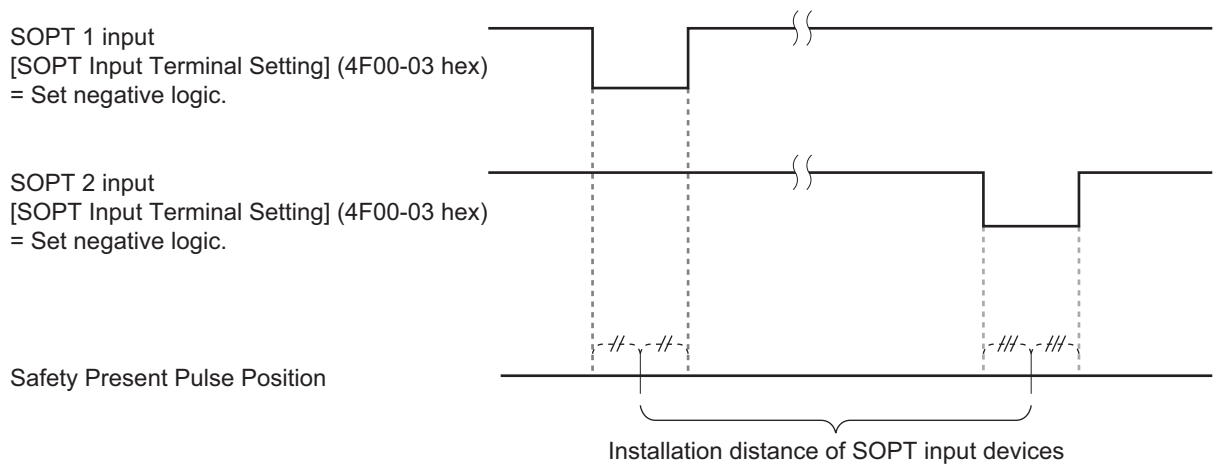 SOPT 1 input
[SOPT Input Terminal Setting] (4F00-03 hex)
= Set negative logic.
SOPT 2 input
[SOPT Input Terminal Setting] (4F00-03 hex)
= Set negative logic.
Safety Present Pulse Position
Installation distance of SOPT input devices